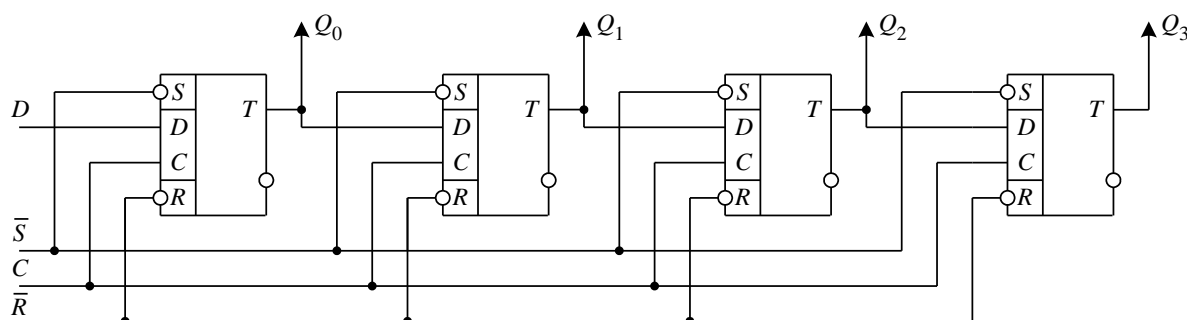 Q₀ Q₁ Q₂ Q₃
S S S S
D T T T T
D D D D
C C C C
R R R R
S̅
C
R̅